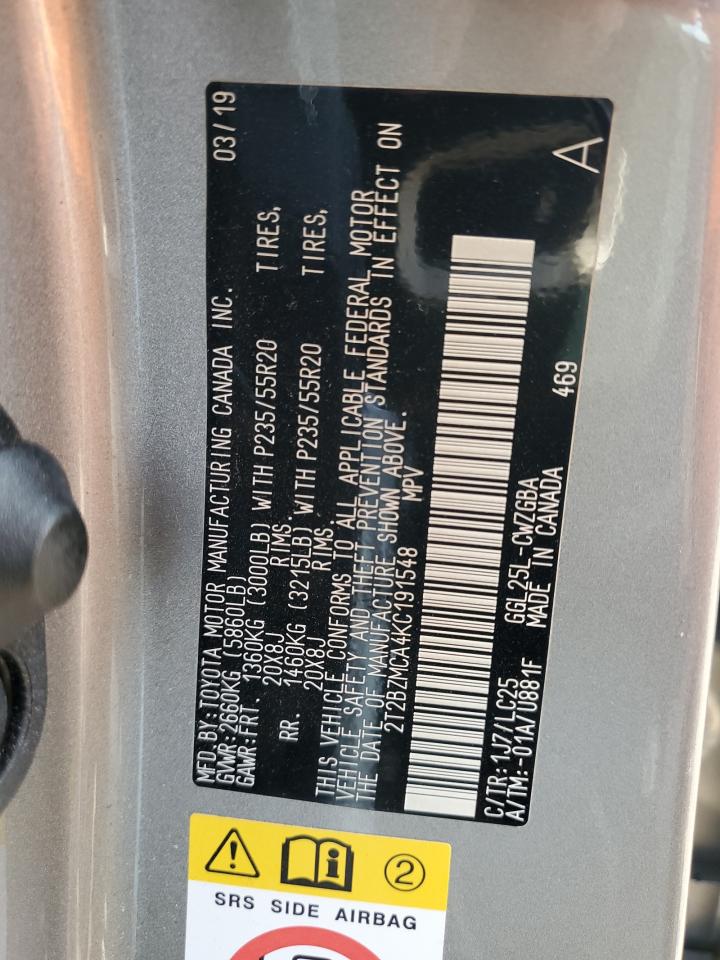 MFD.BY:TOYOTA MOTOR MANUFACTURING CANADA INC. 03/19
GVWR:2660KG (5860LB)
GAWR:FRT. 1360KG (3000LB) WITH P235/55R20 TIRES,
20X8J RIMS.
RR. 1460KG (3215LB) WITH P235/55R20 TIRES,
20X8J RIMS.
THIS VEHICLE CONFORMS TO ALL APPLICABLE FEDERAL MOTOR
VEHICLE SAFETY AND THEFT PREVENTION STANDARDS IN EFFECT ON
THE DATE OF MANUFACTURE SHOWN ABOVE.
2T2BZMCA4KC191548 MPV
C/TR:1J7/LC25 GGL25L-CWZGBA 469 A
A/TM:-01A/U881F MADE IN CANADA
2
SRS SIDE AIRBAG